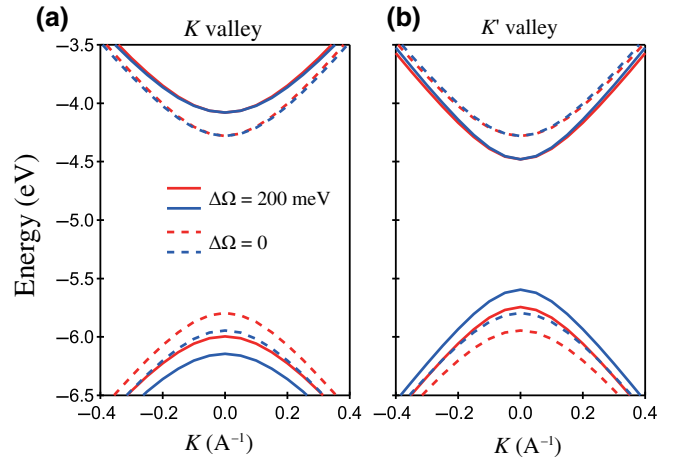 (a) K valley
(b) K' valley
Energy (eV)
−3.5
−4.0
−4.5
−5.0
−5.5
−6.0
−6.5
ΔΩ = 200 meV
ΔΩ = 0
−0.4 −0.2 0.0 0.2 0.4
−0.4 −0.2 0.0 0.2 0.4
K (A⁻¹)
K (A⁻¹)